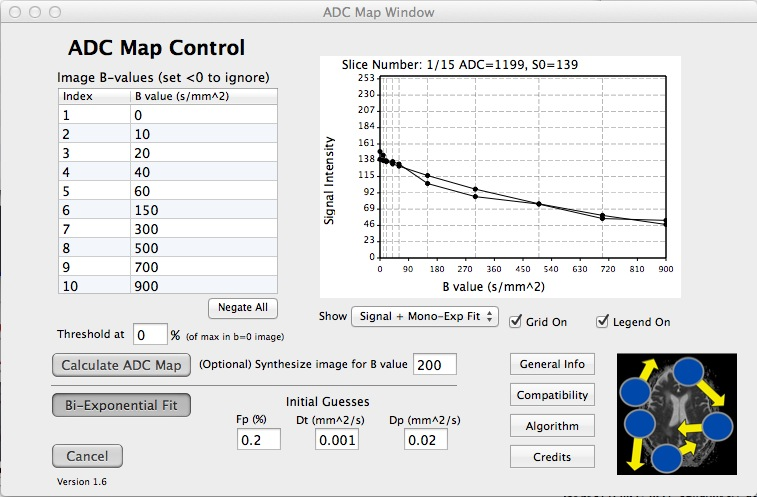 ADC Map Window
ADC Map Control
Image B-values (set <0 to ignore)
Index B value (s/mm^2)
1 0
2 10
3 20
4 40
5 60
6 150
7 300
8 500
9 700
10 900
Negate All
Threshold at 0 % (of max in b=0 image)
Slice Number: 1/15 ADC=1199, S0=139
Signal Intensity
253
230
207
184
161
138
115
92
69
46
23
0
0 90 180 270 360 450 540 630 720 810 900
B value (s/mm^2)
Show Signal + Mono-Exp Fit Grid On Legend On
Calculate ADC Map (Optional) Synthesize image for B value 200
Bi-Exponential Fit
Initial Guesses
Fp (%) Dt (mm^2/s) Dp (mm^2/s)
0.2 0.001 0.02
Cancel
Version 1.6
General Info
Compatibility
Algorithm
Credits